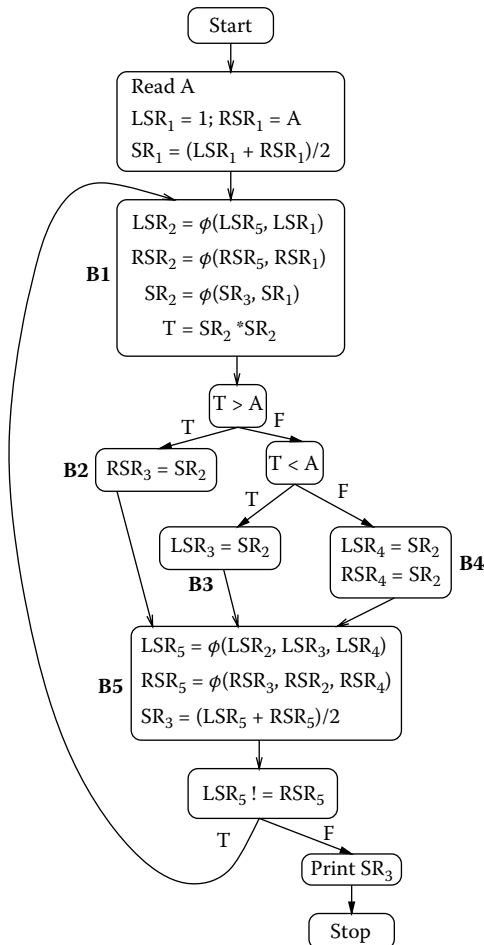 Start
Read A
LSR₁ = 1; RSR₁ = A
SR₁ = (LSR₁ + RSR₁)/2
B1
LSR₂ = ϕ(LSR₅, LSR₁)
RSR₂ = ϕ(RSR₅, RSR₁)
SR₂ = ϕ(SR₃, SR₁)
T = SR₂ *SR₂
T > A
T
F
B2
RSR₃ = SR₂
T < A
T
F
LSR₃ = SR₂
B3
LSR₄ = SR₂
RSR₄ = SR₂
B4
B5
LSR₅ = ϕ(LSR₂, LSR₃, LSR₄)
RSR₅ = ϕ(RSR₃, RSR₂, RSR₄)
SR₃ = (LSR₅ + RSR₅)/2
LSR₅ ! = RSR₅
T
F
Print SR₃
Stop